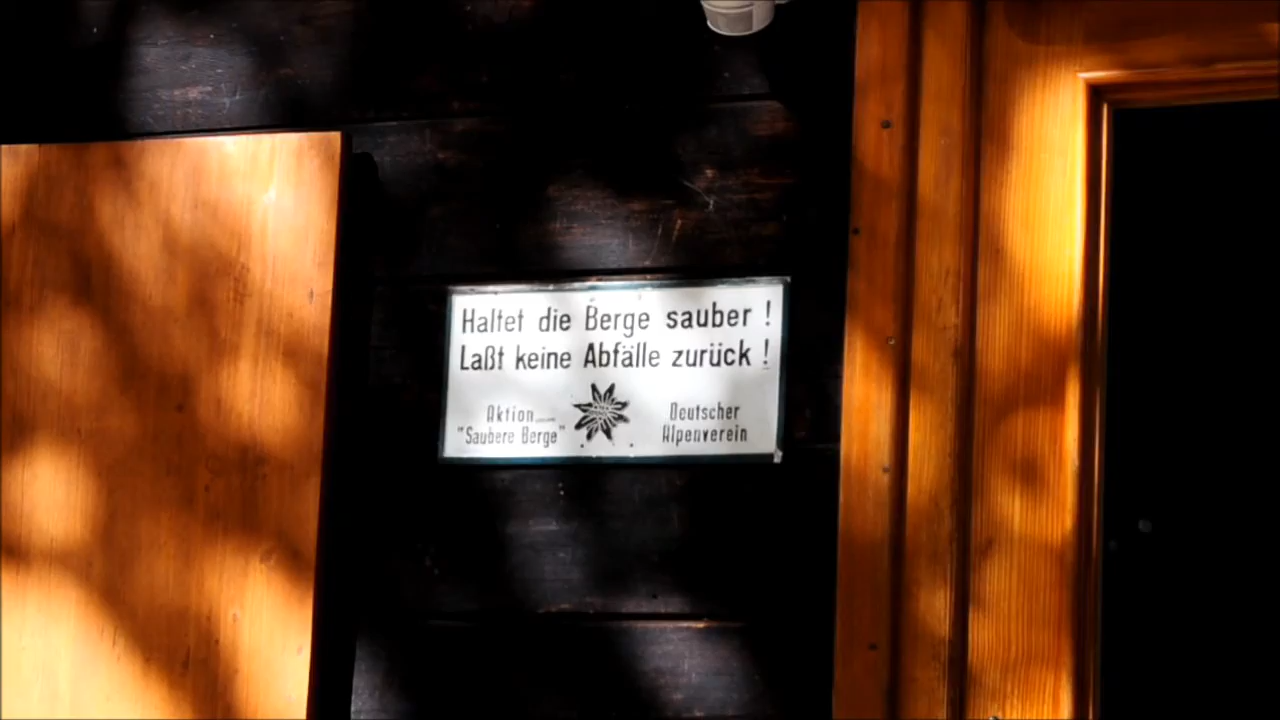 Haltet die Berge sauber !
Laßt keine Abfälle zurück !
Aktion
"Saubere Berge"
Deutscher
Alpenverein